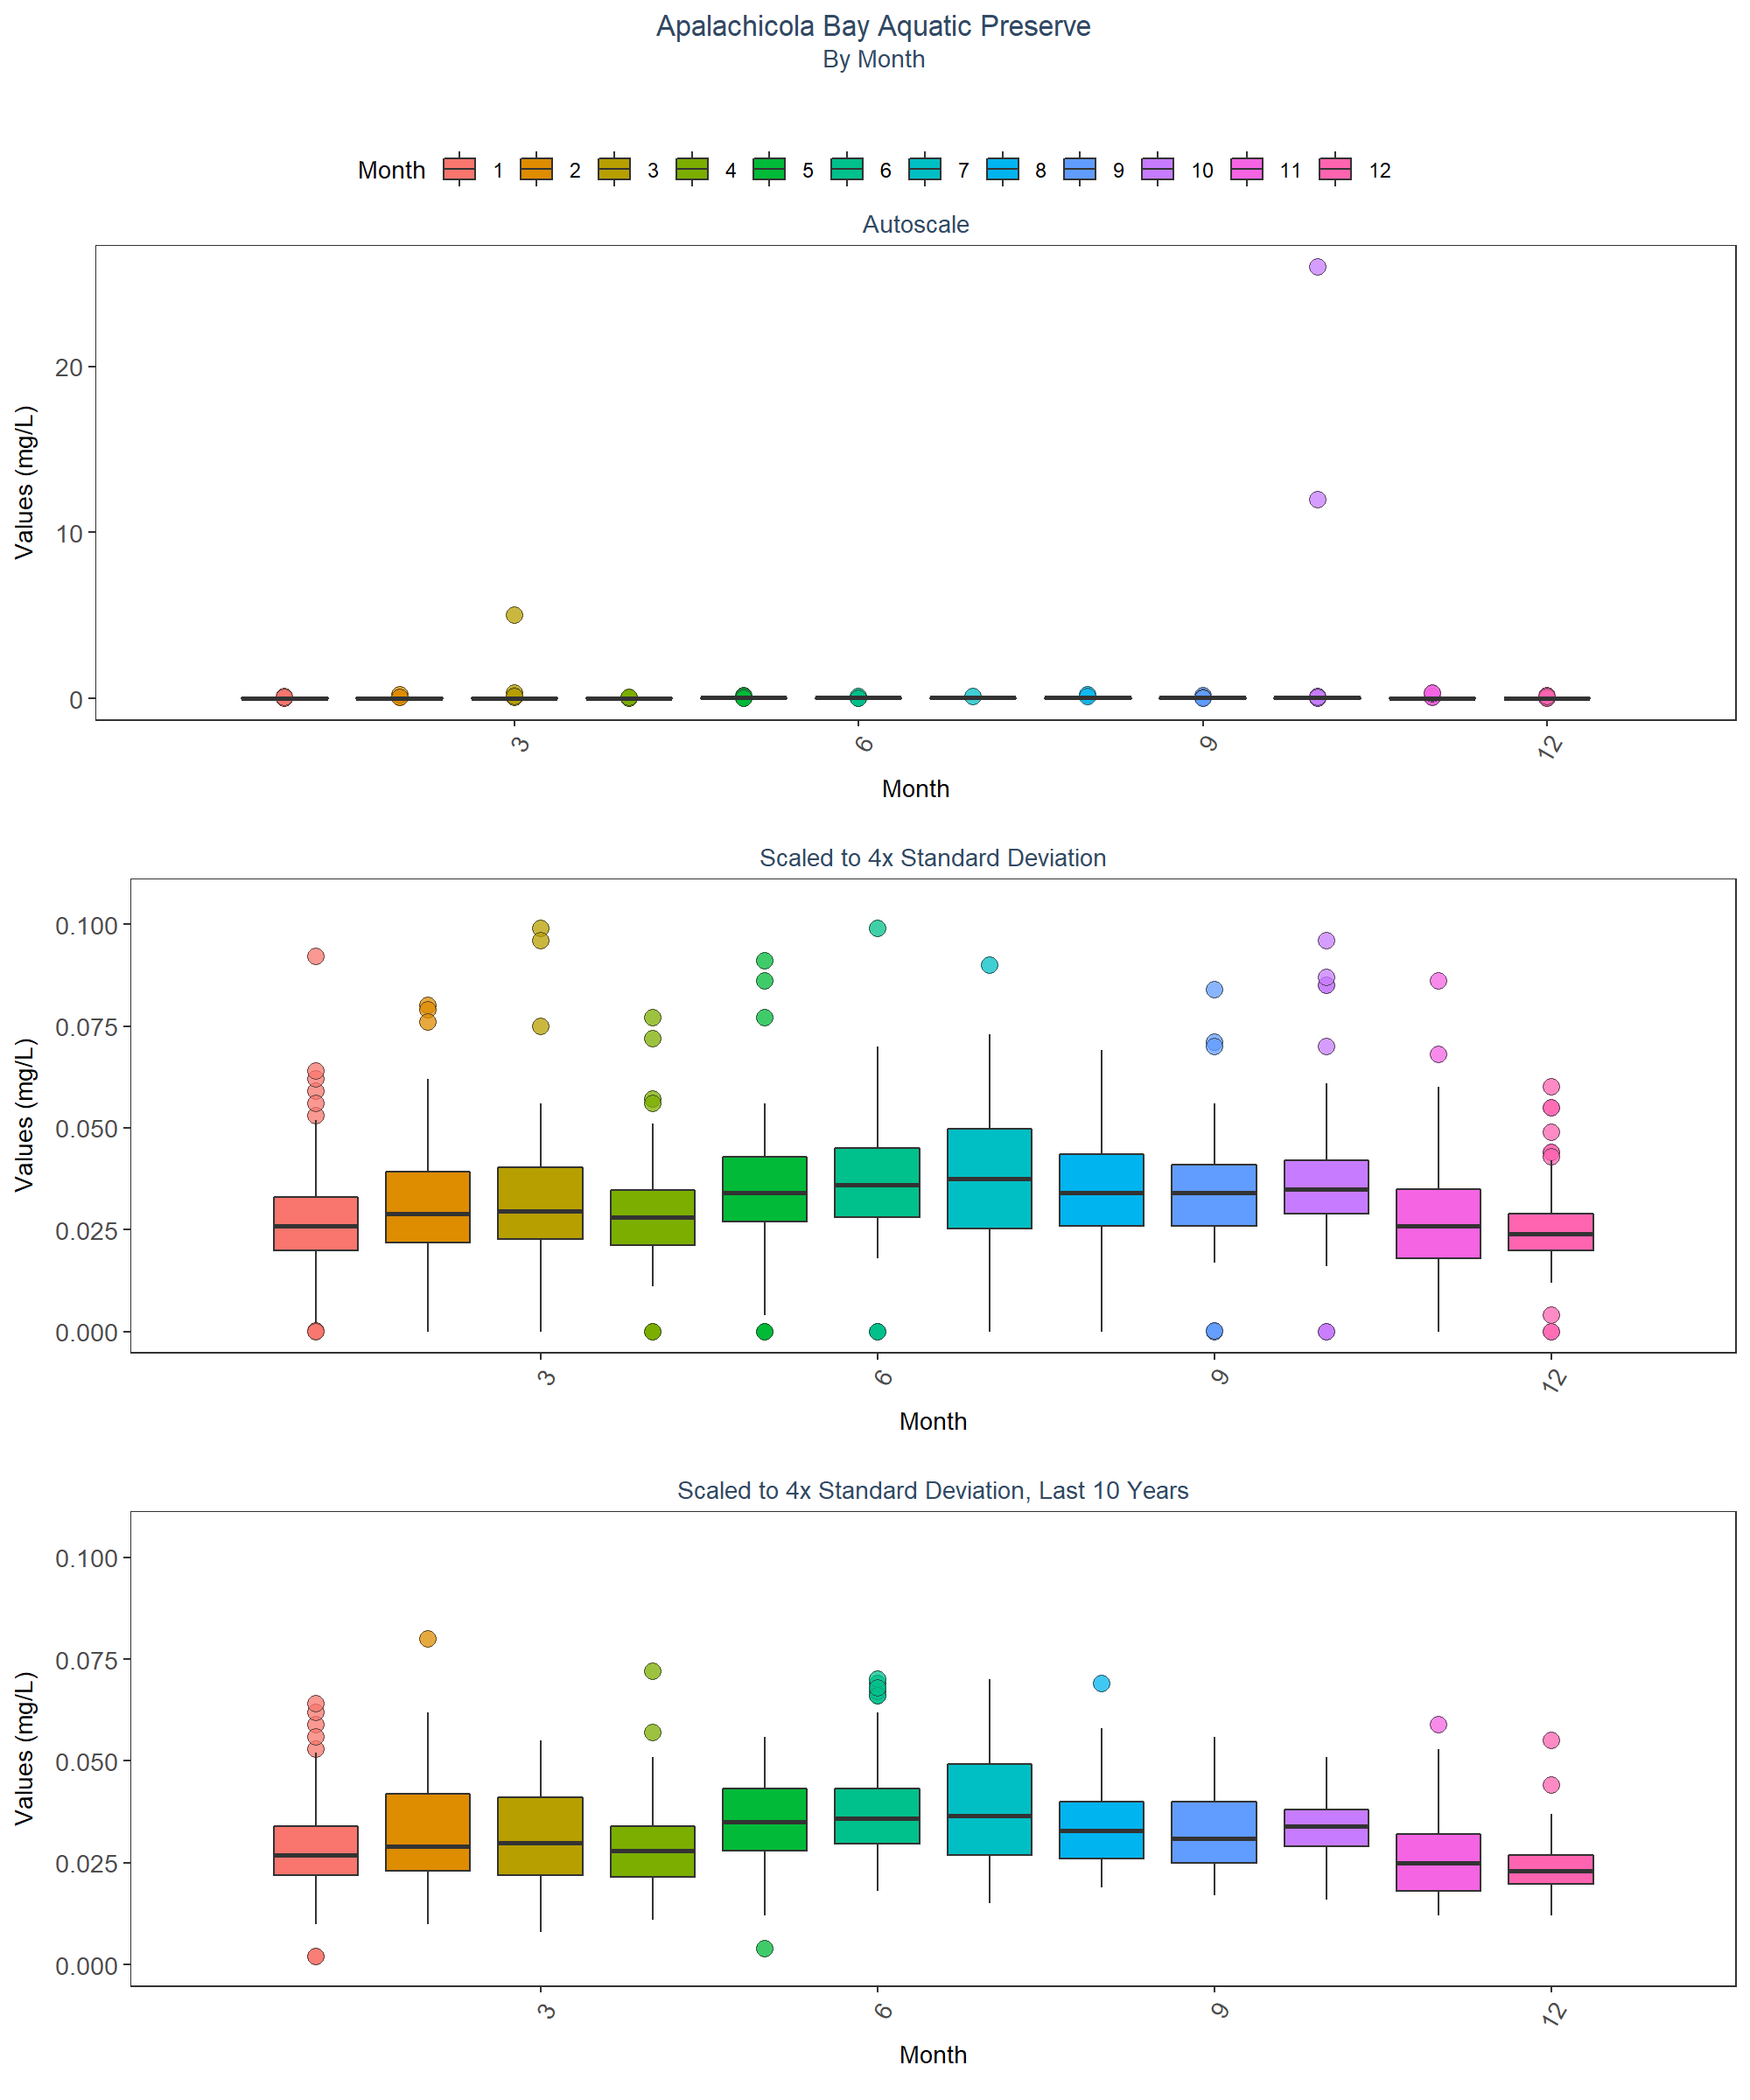 Apalachicola Bay Aquatic Preserve
By Month
Month 1 2 3 4 5 6 7 8 9 10 11 12
Autoscale
Values (mg/L)
20
10
0
3 6 9 12
Month
Scaled to 4x Standard Deviation
Values (mg/L)
0.100
0.075
0.050
0.025
0.000
3 6 9 12
Month
Scaled to 4x Standard Deviation, Last 10 Years
Values (mg/L)
0.100
0.075
0.050
0.025
0.000
3 6 9 12
Month